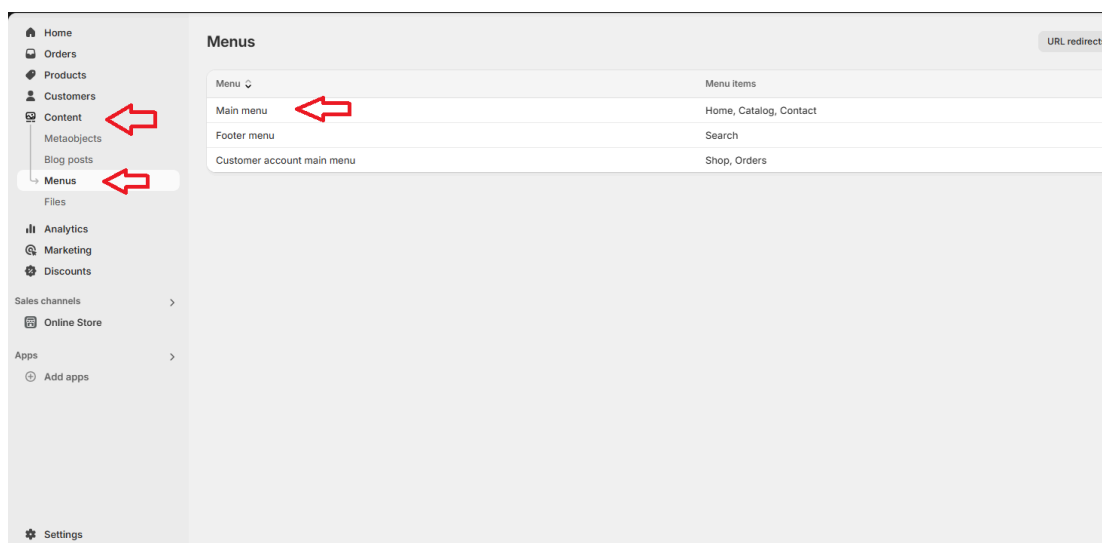 Home
Orders
Products
Customers
Content
Metaobjects
Blog posts
Menus
Files
Analytics
Marketing
Discounts
Sales channels
Online Store
Apps
Add apps
Settings
Menus
URL redirects
Menu
Menu items
Main menu
Home, Catalog, Contact
Footer menu
Search
Customer account main menu
Shop, Orders